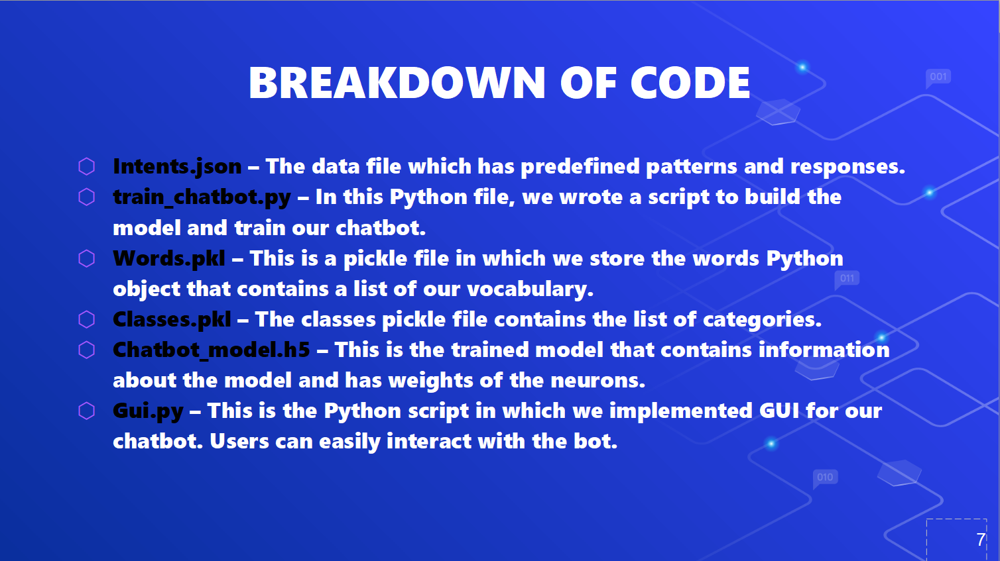 BREAKDOWN OF CODE
001
Intents.json – The data file which has predefined patterns and responses.
train_chatbot.py – In this Python file, we wrote a script to build the
model and train our chatbot.
Words.pkl – This is a pickle file in which we store the words Python
object that contains a list of our vocabulary.
011
Classes.pkl – The classes pickle file contains the list of categories.
Chatbot_model.h5 – This is the trained model that contains information
about the model and has weights of the neurons.
Gui.py – This is the Python script in which we implemented GUI for our
chatbot. Users can easily interact with the bot.
010
7